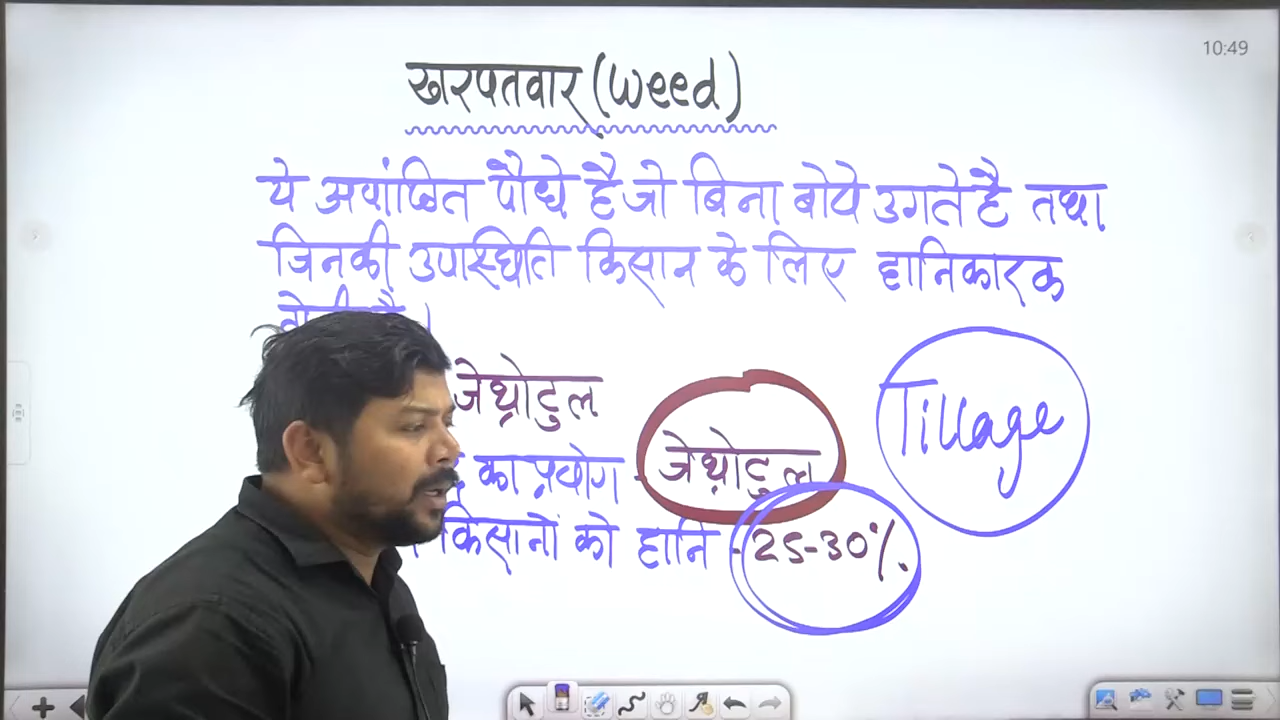 10:49
खरपतवार (Weed)
ये अवांछित पौधे है जो बिना बोये उगते है तथा
जिनकी उपस्थिति किसान के लिए हानिकारक
जेथ्रोटुल
Tillage
का प्रयोग - जेथ्रोटुल
किसानों को हानि - 25-30%.